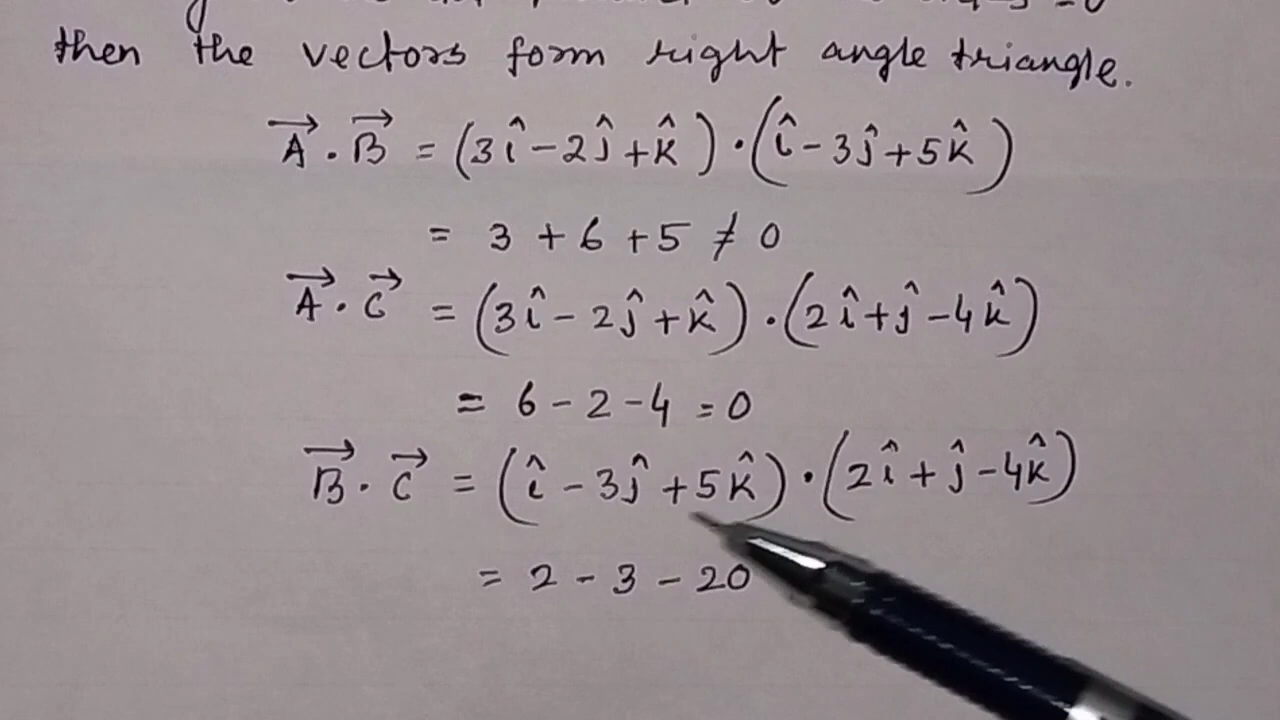 then the vectors form right angle triangle.
A⃗ . B⃗ = (3î - 2ĵ + k̂) · (î - 3ĵ + 5k̂)
= 3 + 6 + 5 ≠ 0
A⃗ . C⃗ = (3î - 2ĵ + k̂) · (2î + ĵ - 4k̂)
= 6 - 2 - 4 = 0
B⃗ . C⃗ = (î - 3ĵ + 5k̂) · (2î + ĵ - 4k̂)
= 2 - 3 - 20